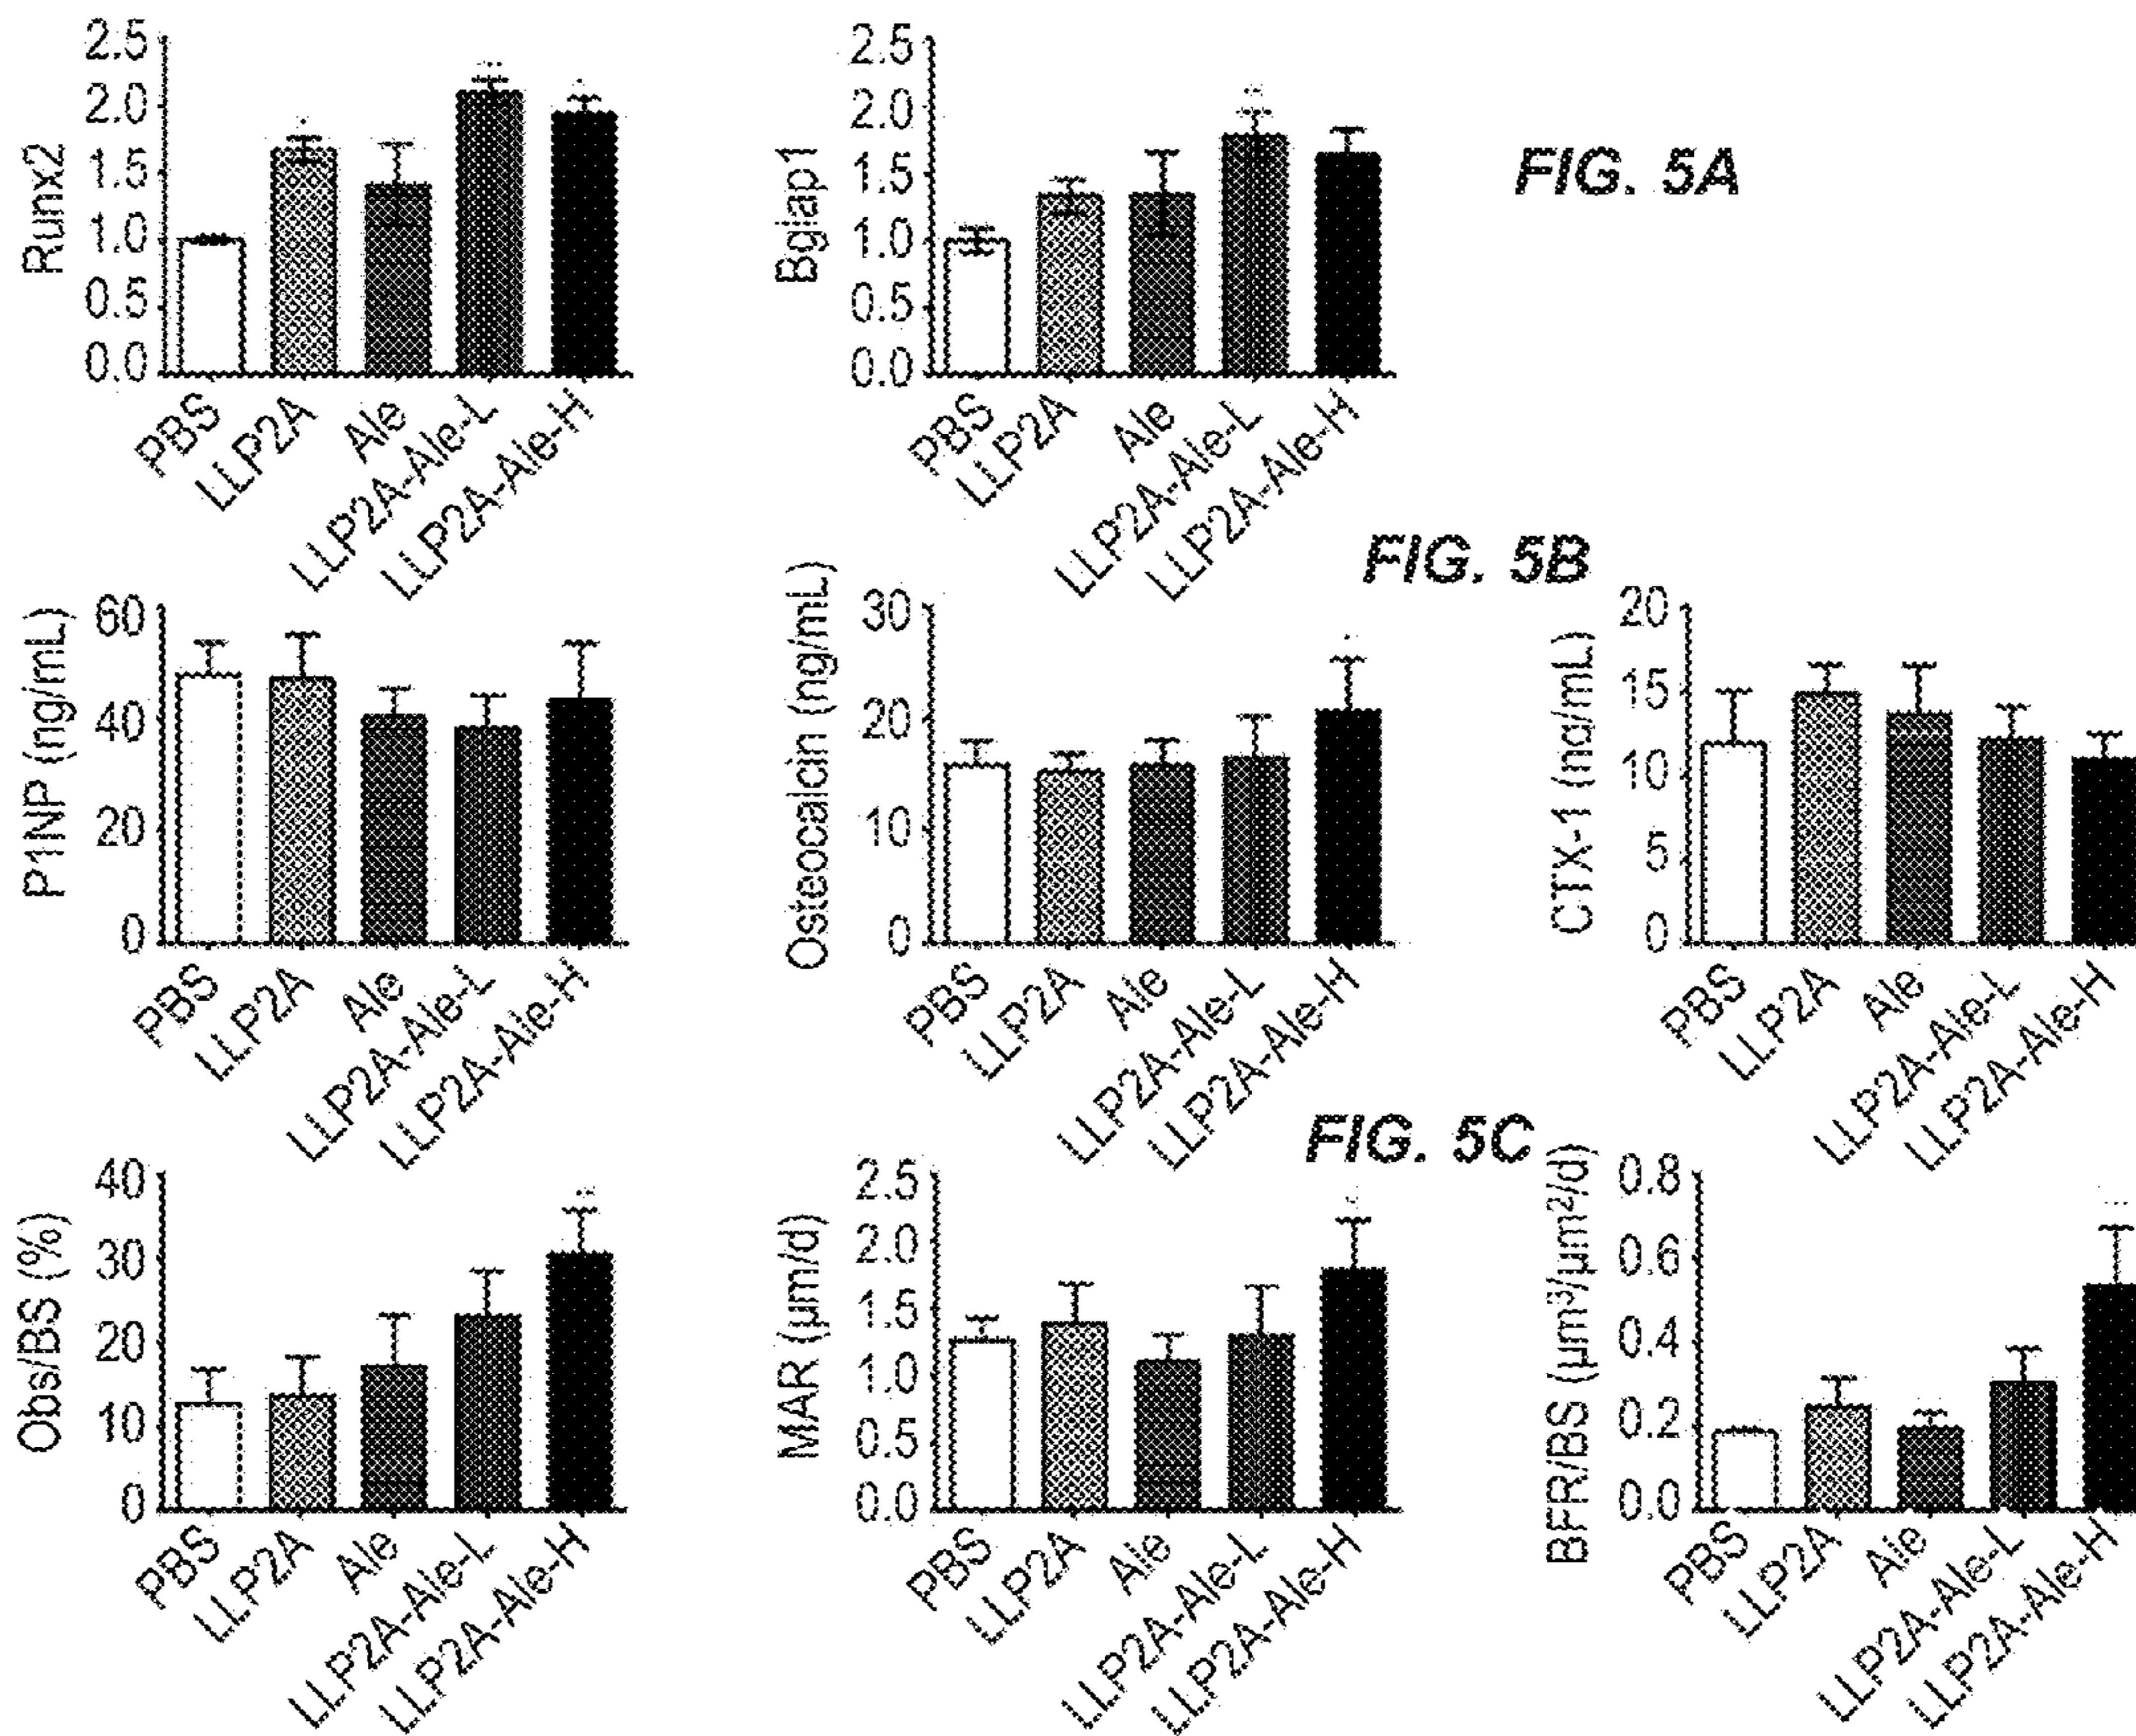 Runx2
2.5
2.0
1.5
1.0
0.5
0.0
PBS
LLP2A
Ale
LLP2A-Ale-L
LLP2A-Ale-H
Bglap1
2.5
2.0
1.5
1.0
0.5
0.0
PBS
LLP2A
Ale
LLP2A-Ale-L
LLP2A-Ale-H
FIG. 5A
P1NP (ng/mL)
60
40
20
0
PBS
LLP2A
Ale
LLP2A-Ale-L
LLP2A-Ale-H
Osteocalcin (ng/mL)
30
20
10
0
PBS
LLP2A
Ale
LLP2A-Ale-L
LLP2A-Ale-H
FIG. 5B
CTX-1 (ng/mL)
20
15
10
5
0
PBS
LLP2A
Ale
LLP2A-Ale-L
LLP2A-Ale-H
Obs/BS (%)
40
30
20
10
0
PBS
LLP2A
Ale
LLP2A-Ale-L
LLP2A-Ale-H
MAR (µm/d)
2.5
2.0
1.5
1.0
0.5
0.0
PBS
LLP2A
Ale
LLP2A-Ale-L
LLP2A-Ale-H
FIG. 5C
BFR/BS (µm³/µm²/d)
0.8
0.6
0.4
0.2
0.0
PBS
LLP2A
Ale
LLP2A-Ale-L
LLP2A-Ale-H